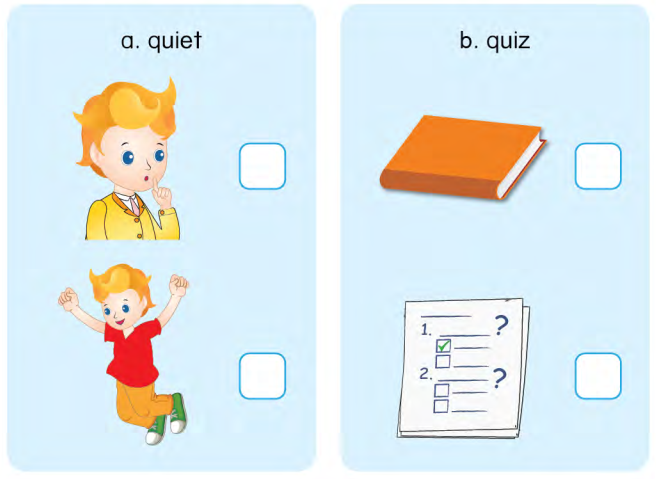 a. quiet
b. quiz
1. ?
2. ?